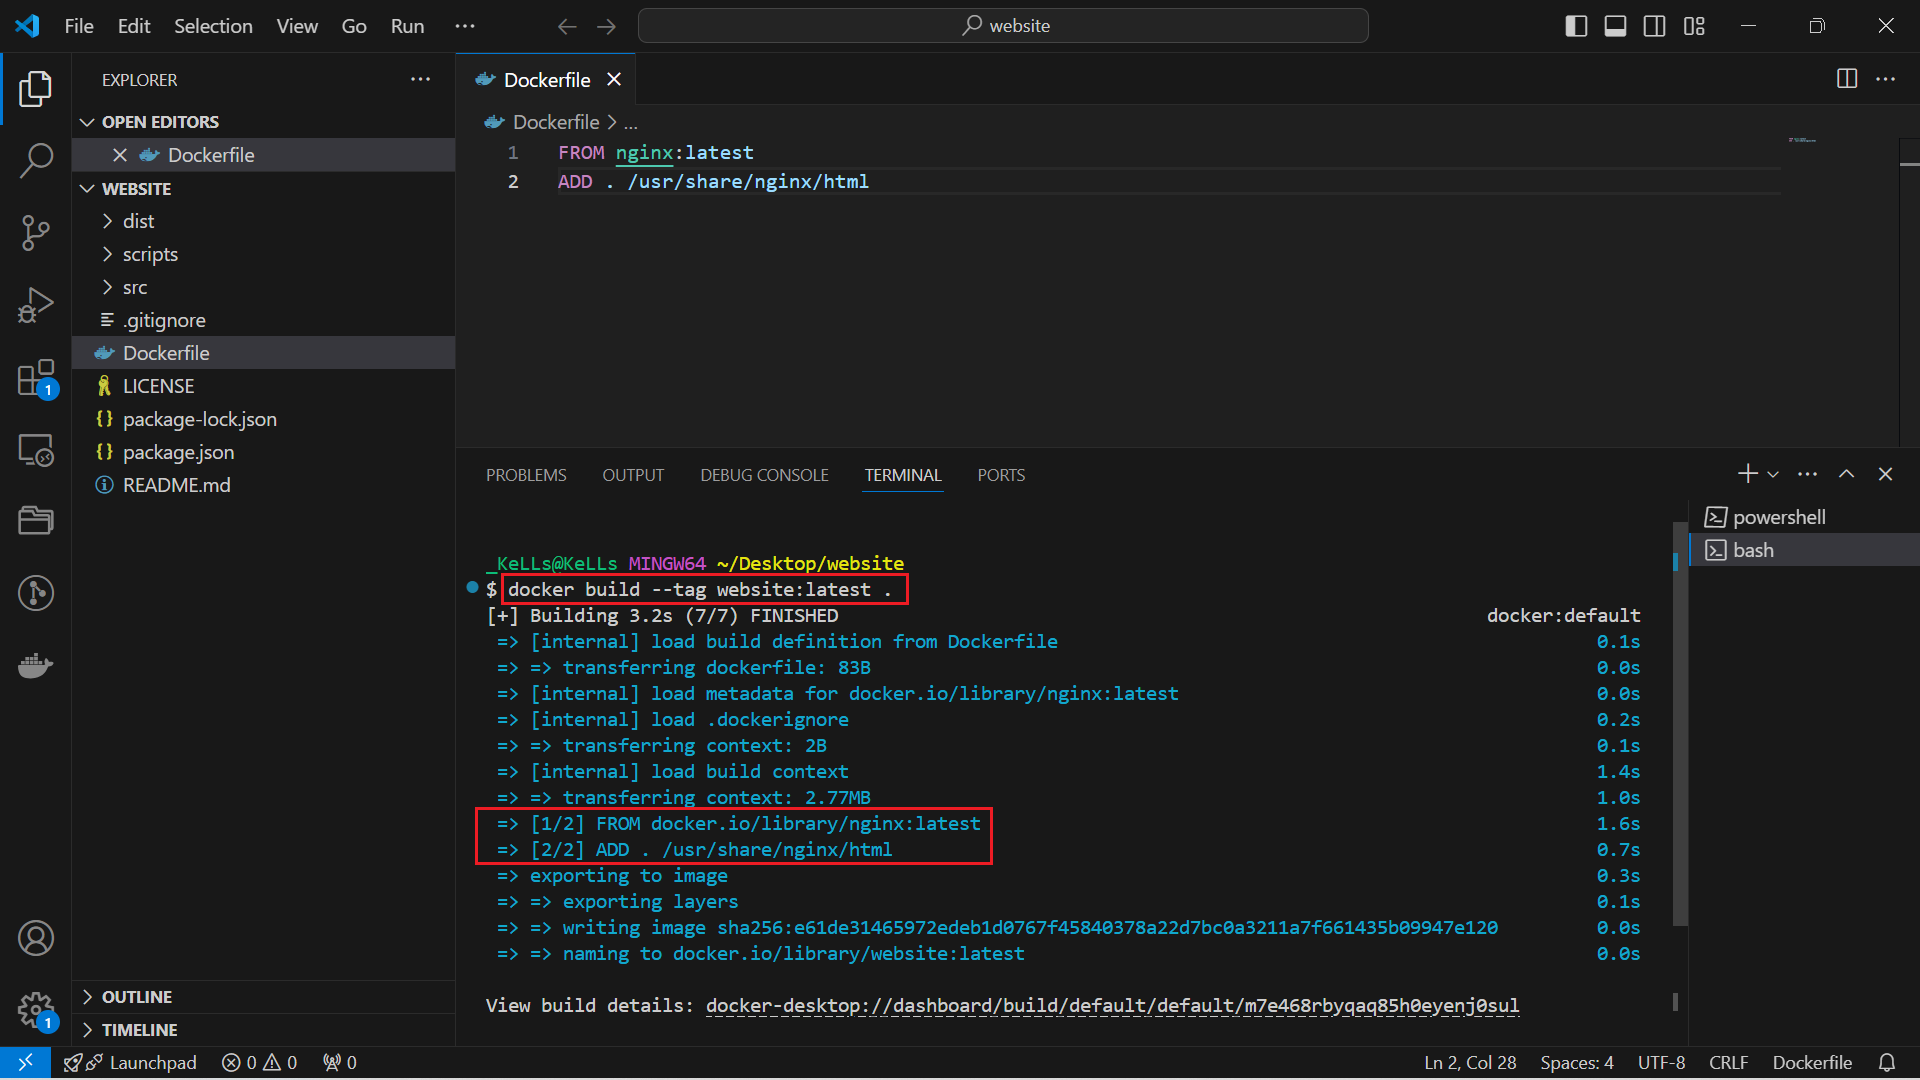 File Edit Selection View Go Run ···
website
EXPLORER ···
OPEN EDITORS
Dockerfile
WEBSITE
dist
scripts
src
.gitignore
Dockerfile
LICENSE
{} package-lock.json
{} package.json
README.md
OUTLINE
TIMELINE
1
1
Dockerfile
Dockerfile > ...
1 FROM nginx:latest
2 ADD . /usr/share/nginx/html
PROBLEMS OUTPUT DEBUG CONSOLE TERMINAL PORTS
powershell
bash
_KeLLs@KeLLs MINGW64 ~/Desktop/website
$ docker build --tag website:latest .
[+] Building 3.2s (7/7) FINISHED docker:default
=> [internal] load build definition from Dockerfile 0.1s
=> => transferring dockerfile: 83B 0.0s
=> [internal] load metadata for docker.io/library/nginx:latest 0.0s
=> [internal] load .dockerignore 0.2s
=> => transferring context: 2B 0.1s
=> [internal] load build context 1.4s
=> => transferring context: 2.77MB 1.0s
=> [1/2] FROM docker.io/library/nginx:latest 1.6s
=> [2/2] ADD . /usr/share/nginx/html 0.7s
=> exporting to image 0.3s
=> => exporting layers 0.1s
=> => writing image sha256:e61de31465972edeb1d0767f45840378a22d7bc0a3211a7f661435b09947e120 0.0s
=> => naming to docker.io/library/website:latest 0.0s
View build details: docker-desktop://dashboard/build/default/default/m7e468rbyqaq85h0eyenj0sul
Launchpad 0 0 0 Ln 2, Col 28 Spaces: 4 UTF-8 CRLF Dockerfile